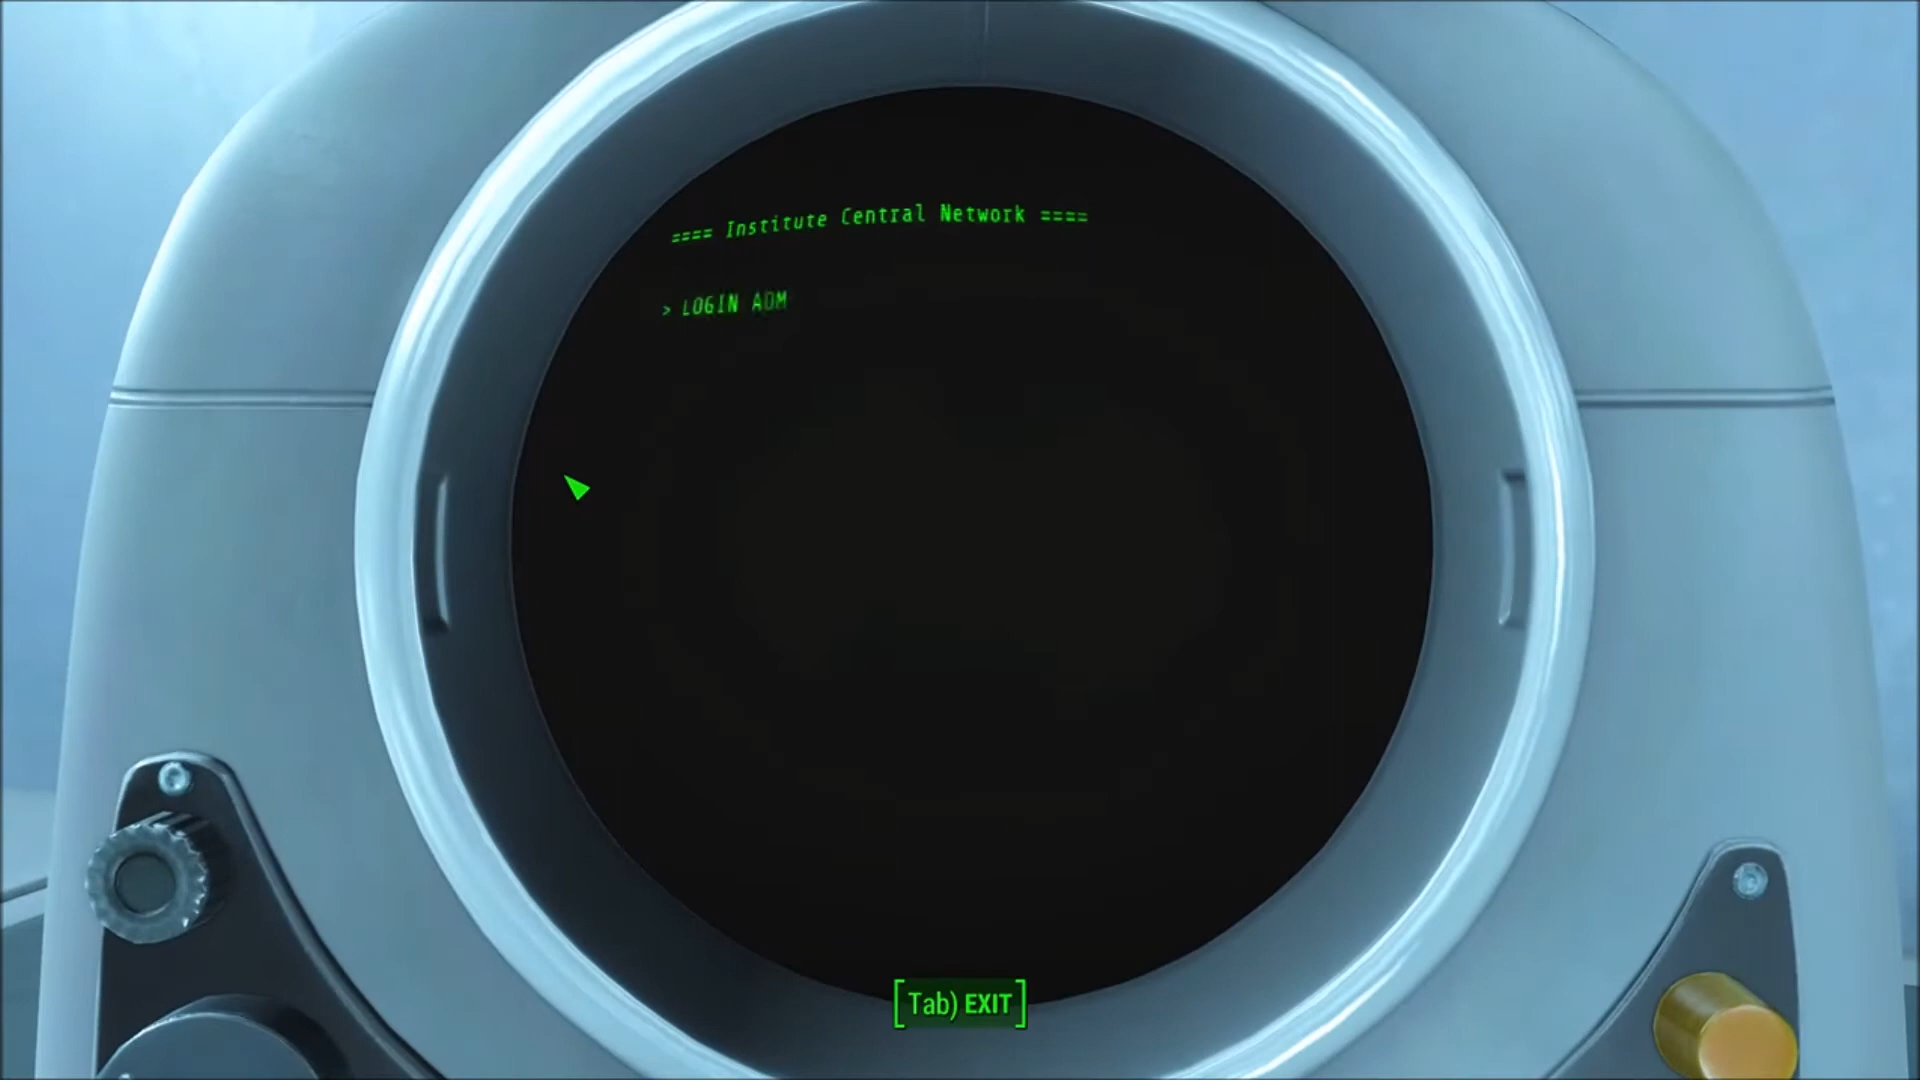 ==== Institute Central Network ====
> LOGIN ADM
[Tab) EXIT]